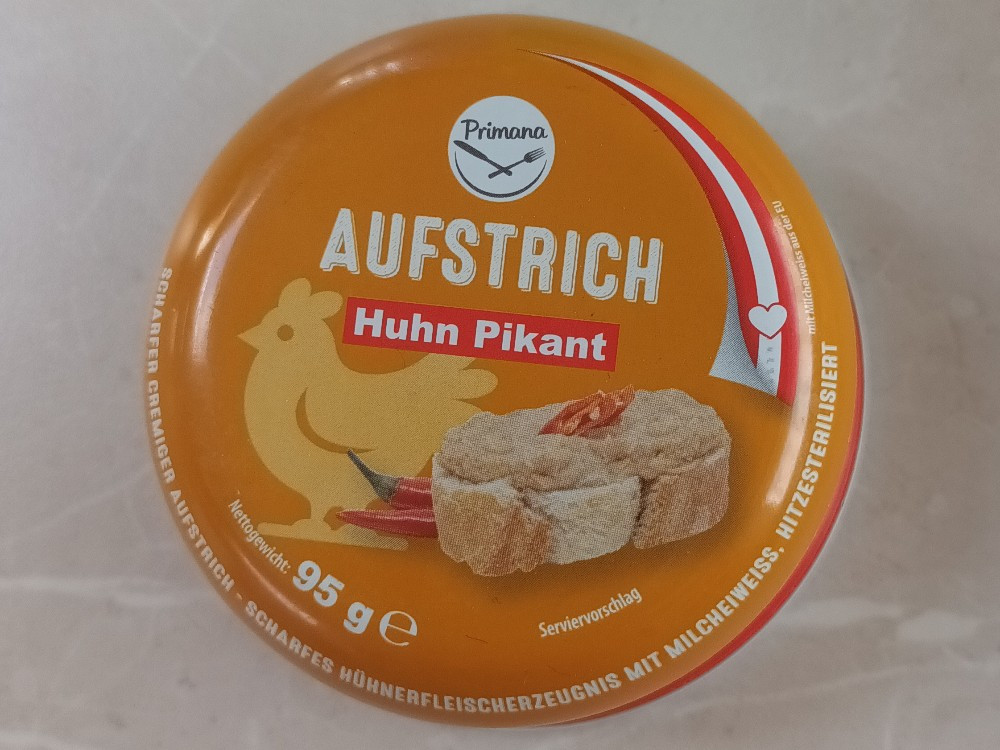 Primana
AUFSTRICH
Huhn Pikant
mit Milcheiweiss aus der EU
Nettogewicht:
95 g e
Serviervorschlag
SCHARFER CREMIGER AUFSTRICH - SCHARFES HÜHNERFLEISCHERZEUGNIS MIT MILCHEIWEISS, HITZESTERILISIERT